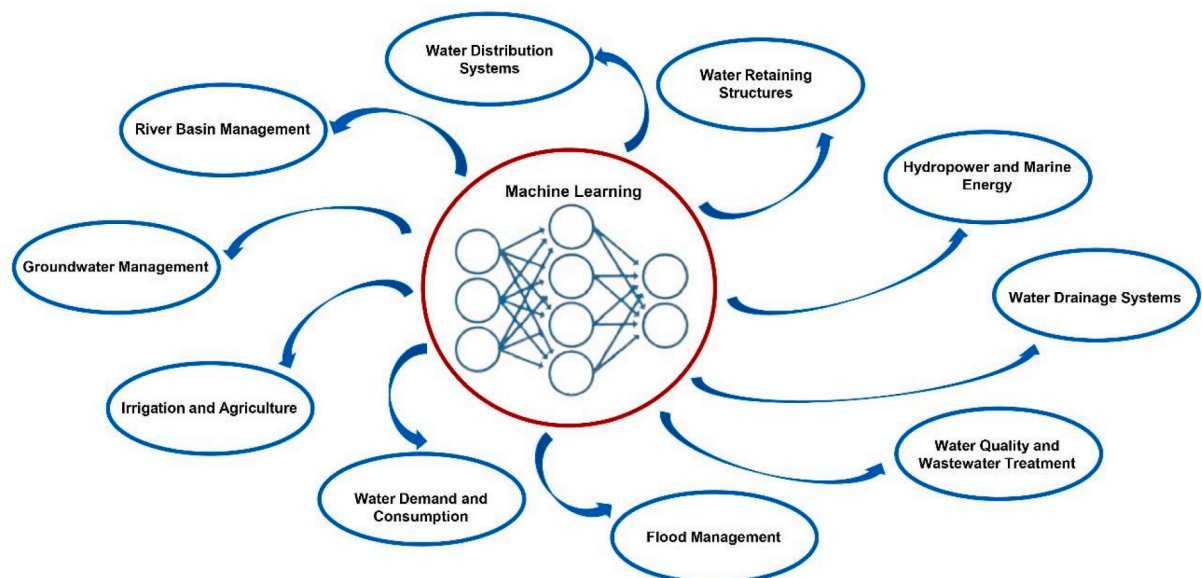 Water Distribution
Systems
Water Retaining
Structures
River Basin Management
Hydropower and Marine
Energy
Machine Learning
Groundwater Management
Water Drainage Systems
Irrigation and Agriculture
Water Quality and
Wastewater Treatment
Water Demand and
Consumption
Flood Management